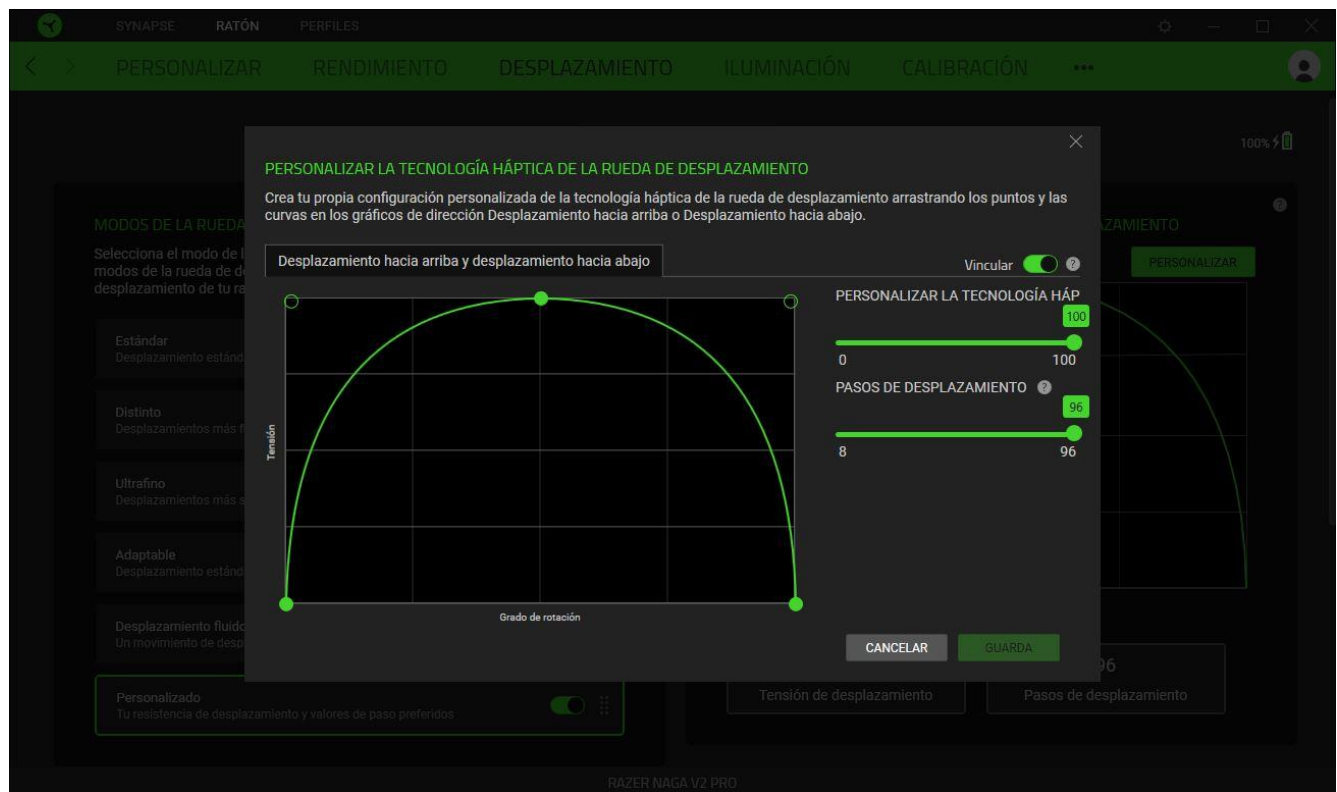 SYNAPSE RATÓN PERFILES
PERSONALIZAR RENDIMIENTO DESPLAZAMIENTO ILUMINACIÓN CALIBRACIÓN •••
100%
PERSONALIZAR LA TECNOLOGÍA HÁPTICA DE LA RUEDA DE DESPLAZAMIENTO
Crea tu propia configuración personalizada de la tecnología háptica de la rueda de desplazamiento arrastrando los puntos y las
curvas en los gráficos de dirección Desplazamiento hacia arriba o Desplazamiento hacia abajo.
Desplazamiento hacia arriba y desplazamiento hacia abajo
Vincular ?
PERSONALIZAR LA TECNOLOGÍA HÁP
100
0 100
PASOS DE DESPLAZAMIENTO ?
96
8 96
Tensión
Grado de rotación
CANCELAR GUARDA
MODOS DE LA RUEDA
Selecciona el modo de
modos de la rueda de
desplazamiento de tu
Estándar
Desplazamiento
Distinto
Desplazamientos más
Ultrafino
Desplazamientos más
Adaptable
Desplazamiento
Desplazamiento fluido
Un movimiento de
Personalizado
Tu resistencia de desplazamiento y valores de paso preferidos
?
PERSONALIZAR
Tensión de desplazamiento
Pasos de desplazamiento
RAZER NAGA V2 PRO